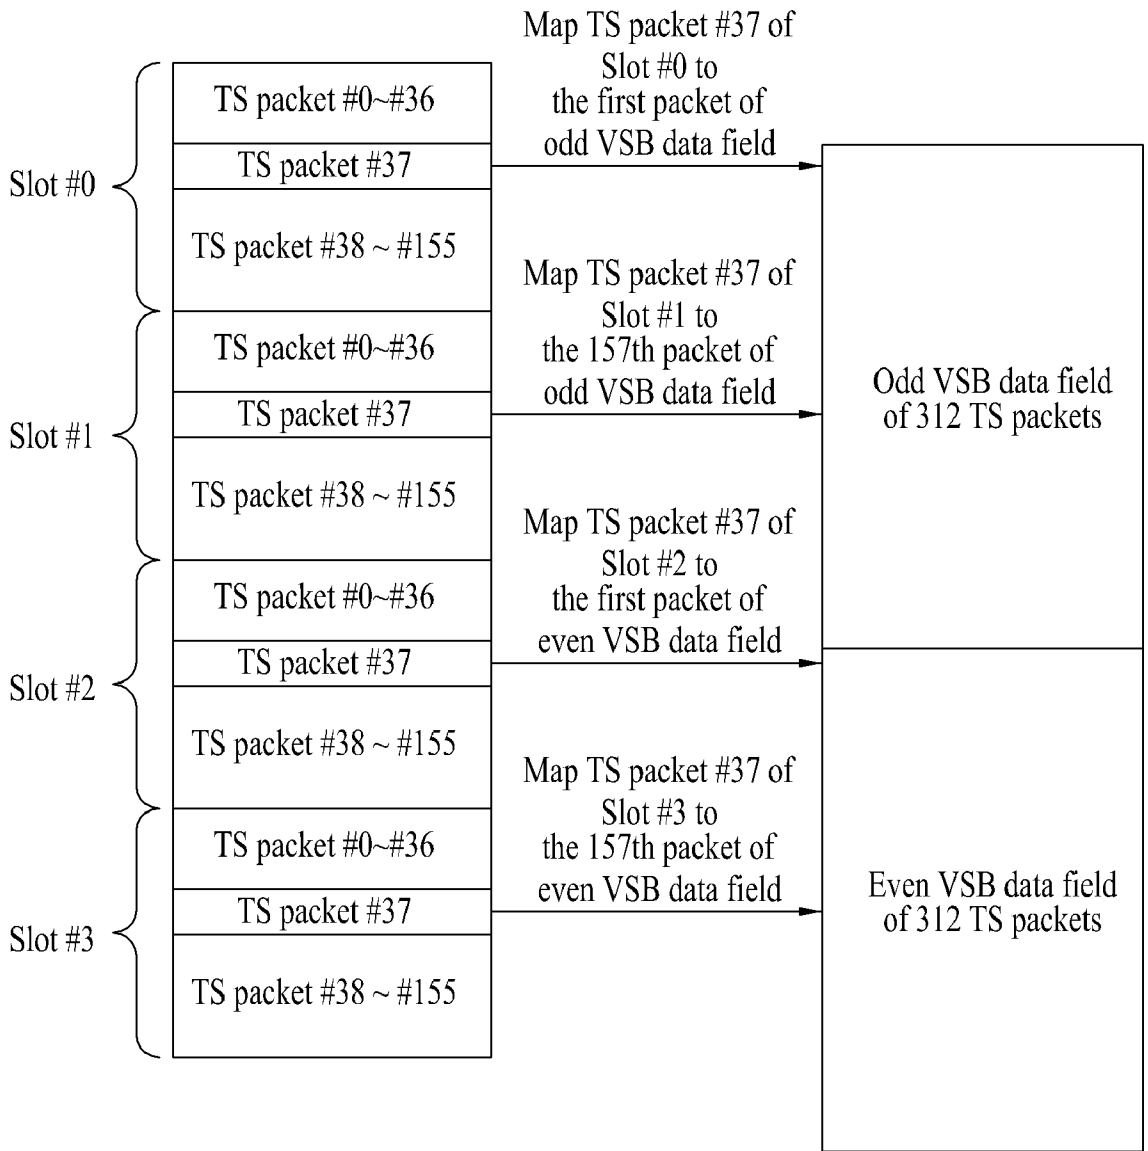 Slot #0
TS packet #0~#36
TS packet #37
TS packet #38 ~ #155
Map TS packet #37 of
Slot #0 to
the first packet of
odd VSB data field
Slot #1
TS packet #0~#36
TS packet #37
TS packet #38 ~ #155
Map TS packet #37 of
Slot #1 to
the 157th packet of
odd VSB data field
Slot #2
TS packet #0~#36
TS packet #37
TS packet #38 ~ #155
Map TS packet #37 of
Slot #2 to
the first packet of
even VSB data field
Slot #3
TS packet #0~#36
TS packet #37
TS packet #38 ~ #155
Map TS packet #37 of
Slot #3 to
the 157th packet of
even VSB data field
Odd VSB data field
of 312 TS packets
Even VSB data field
of 312 TS packets